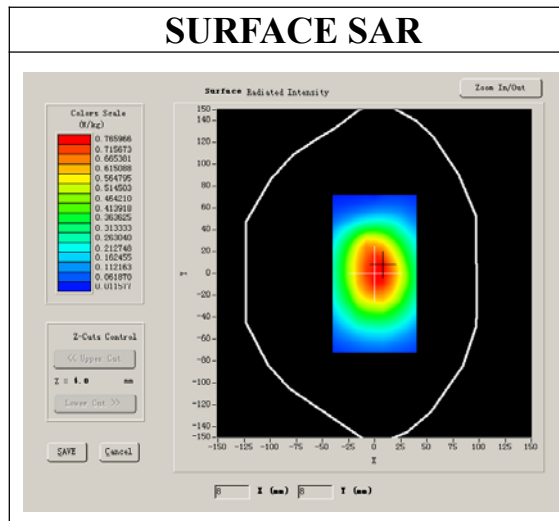 SURFACE SAR
Surface Radiated Intensity
Zoom In/Out
Colors Scale
(W/kg)
0.765966
0.715673
0.665381
0.615088
0.564795
0.514503
0.464210
0.413918
0.363625
0.313333
0.263040
0.212748
0.162455
0.112163
0.061870
0.011577
150
140
120
100
80
60
40
20
0
-20
-40
-60
-80
-100
-120
-140
-150
Y
-150 -125 -100 -75 -50 -25 0 25 50 75 100 125 150
X
Z-Cuts Control
<< Upper Cut
Z = 4.0 mm
Lower Cut >>
SAVE Cancel
8 X (mm) 8 Y (mm)